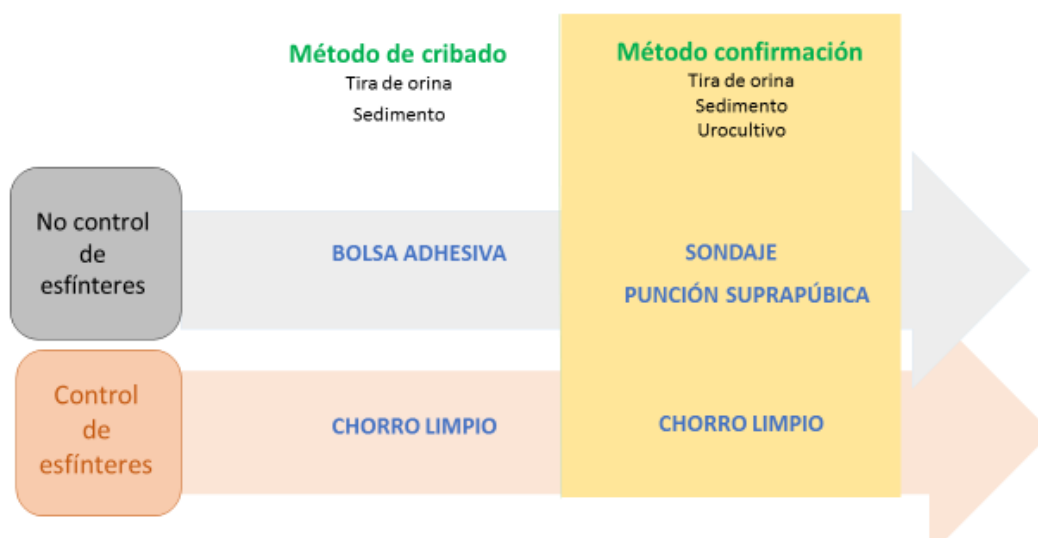 Método de cribado
Tira de orina
Sedimento
Método confirmación
Tira de orina
Sedimento
Urocultivo
No control
de
esfínteres
BOLSA ADHESIVA
SONDAJE
PUNCIÓN SUPRAPÚBICA
Control
de
esfínteres
CHORRO LIMPIO
CHORRO LIMPIO